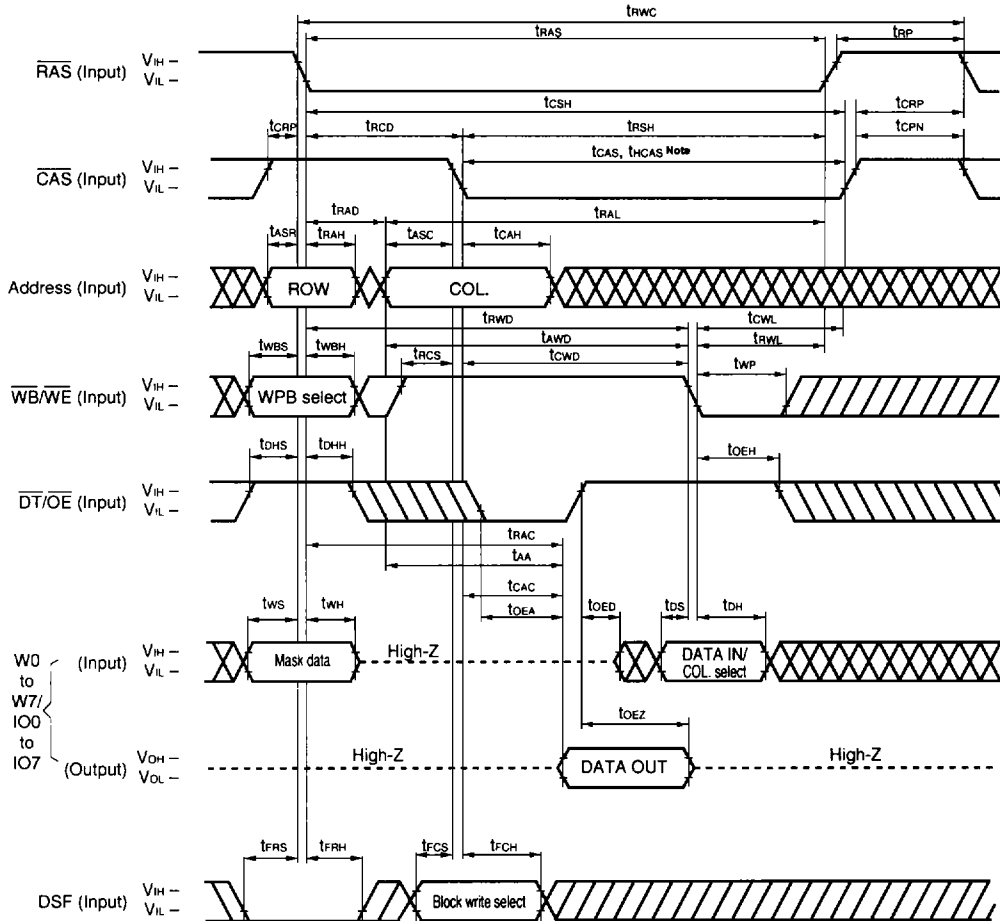 tRWC
tRAS
tRP
RAS (Input)
VIH –
VIL –
tCSH
tCRP
tCRP
tRCD
tRSH
tCPN
tCAS, tHCAS Note
CAS (Input)
VIH –
VIL –
tRAD
tRAL
tASR
tRAH
tASC
tCAH
Address (Input)
VIH –
VIL –
ROW
COL.
tRWD
tCWL
tAWD
tRWL
tWBS
tWBH
tRCS
tCWD
tWP
WB/WE (Input)
VIH –
VIL –
WPB select
tDHS
tDHH
tOEH
DT/OE (Input)
VIH –
VIL –
tRAC
tAA
tCAC
tWS
tWH
tOEA
tOED
tDS
tDH
W0
to
W7/
IO0
to
IO7
(Input)
VIH –
VIL –
Mask data
High-Z
DATA IN/
COL. select
tOEZ
(Output)
VOH –
VOL –
High-Z
DATA OUT
High-Z
tFRS
tFRH
tFCS
tFCH
DSF (Input)
VIH –
VIL –
Block write select